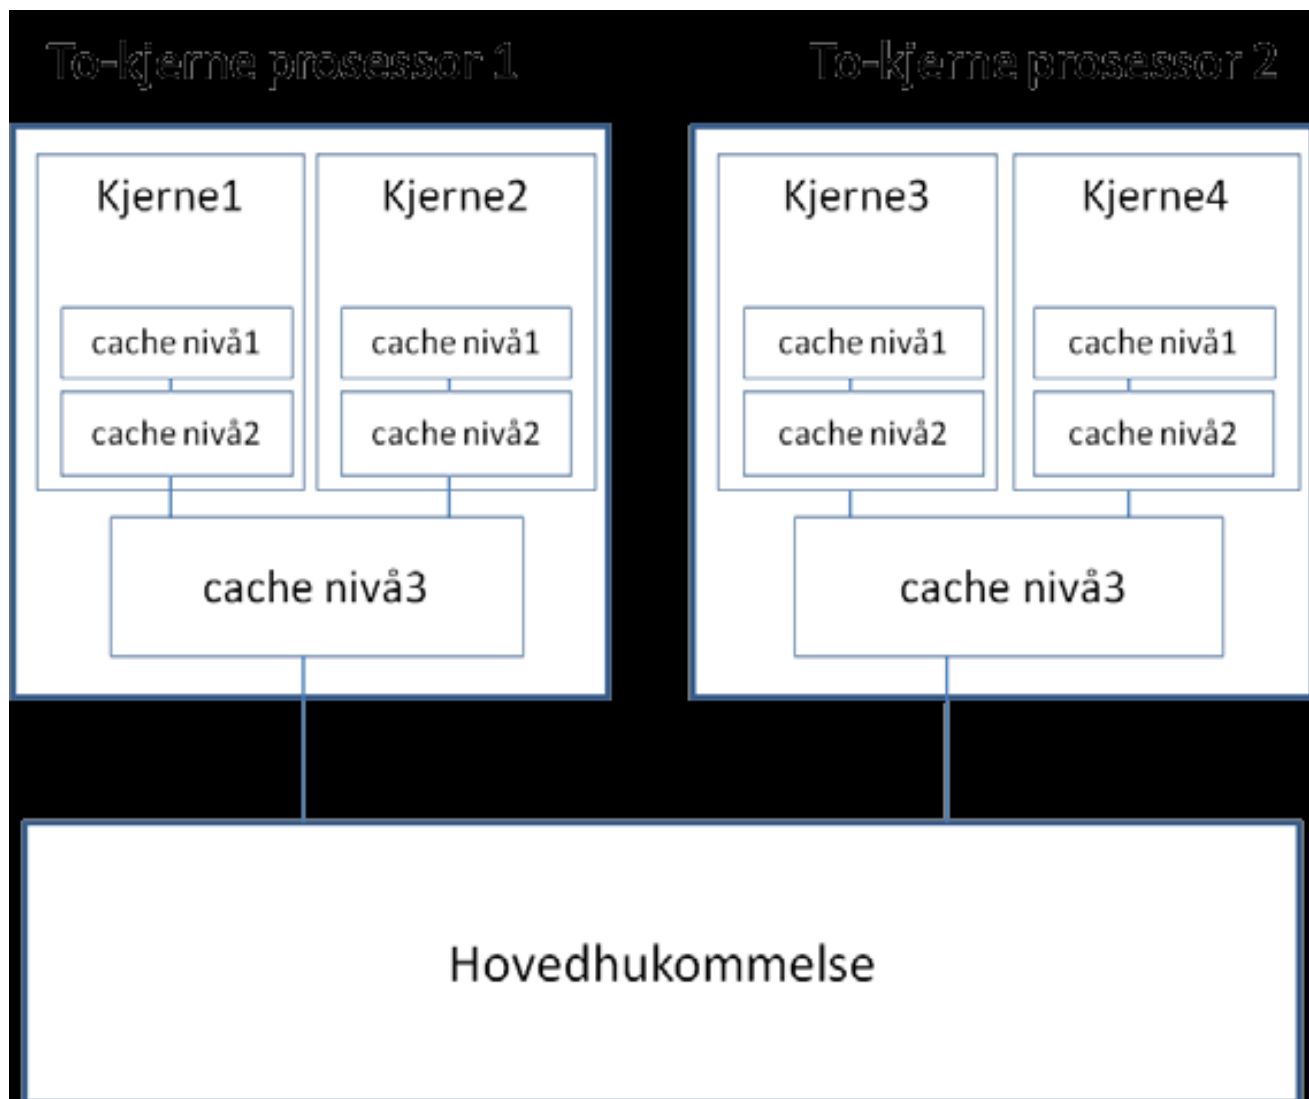 To-kjerne prosessor 1
To-kjerne prosessor 2
Kjerne1
Kjerne2
Kjerne3
Kjerne4
cache nivå1
cache nivå1
cache nivå1
cache nivå1
cache nivå2
cache nivå2
cache nivå2
cache nivå2
cache nivå3
cache nivå3
Hovedhukommelse